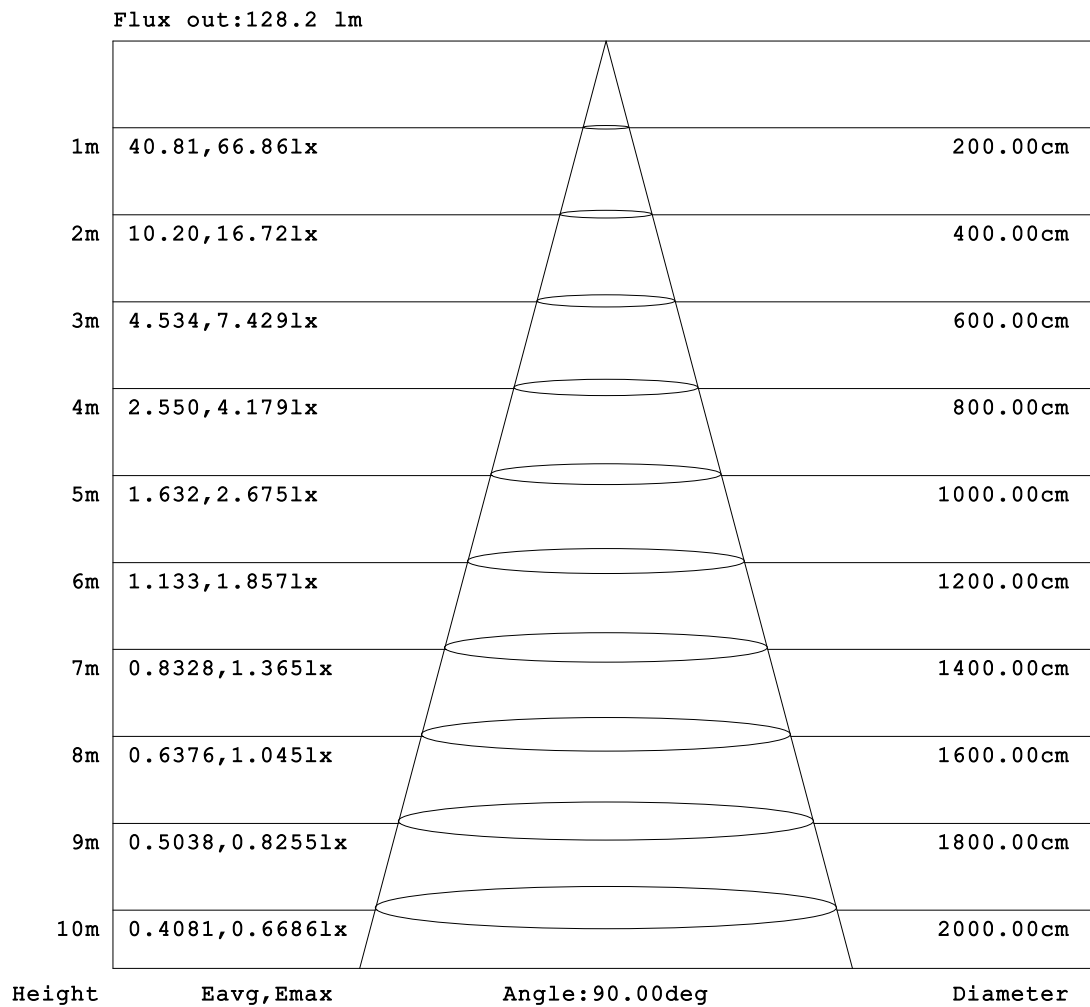 Flux out:128.2 lm
1m 40.81,66.86lx 200.00cm
2m 10.20,16.72lx 400.00cm
3m 4.534,7.429lx 600.00cm
4m 2.550,4.179lx 800.00cm
5m 1.632,2.675lx 1000.00cm
6m 1.133,1.857lx 1200.00cm
7m 0.8328,1.365lx 1400.00cm
8m 0.6376,1.045lx 1600.00cm
9m 0.5038,0.8255lx 1800.00cm
10m 0.4081,0.6686lx 2000.00cm
Height Eavg,Emax Angle:90.00deg Diameter